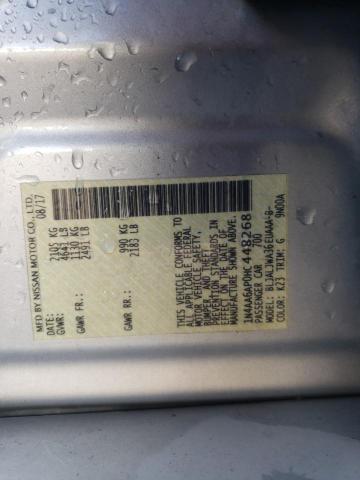 MFD BY NISSAN MOTOR CO., LTD.
DATE: 08/17
GVWR: 2105 KG
4641 LB
GAWR FR: 1130 KG
2491 LB
GAWR RR: 990 KG
2183 LB
THIS VEHICLE CONFORMS TO
ALL APPLICABLE FEDERAL
MOTOR VEHICLE SAFETY,
BUMPER, AND THEFT
PREVENTION STANDARDS IN
EFFECT ON THE DATE OF
MANUFACTURE SHOWN ABOVE.
1N4AA6AP0HC448268
PASSENGER CAR 700
MODEL:
COLOR: K23 TRIM: G 9N00A